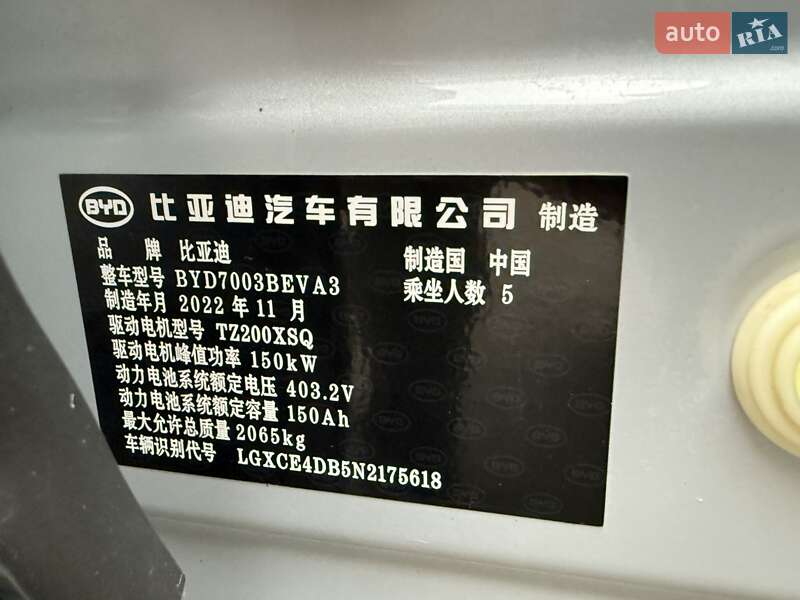 auto RIA.com
BYD 比亚迪汽车有限公司 制造
品 牌 比亚迪 制造国 中国
整车型号 BYD7003BEVA3 乘坐人数 5
制造年月 2022 年 11 月
驱动电机型号 TZ200XSQ
驱动电机峰值功率 150kW
动力电池系统额定电压 403.2V
动力电池系统额定容量 150Ah
最大允许总质量 2065kg
车辆识别代号 LGXCE4DB5N2175618